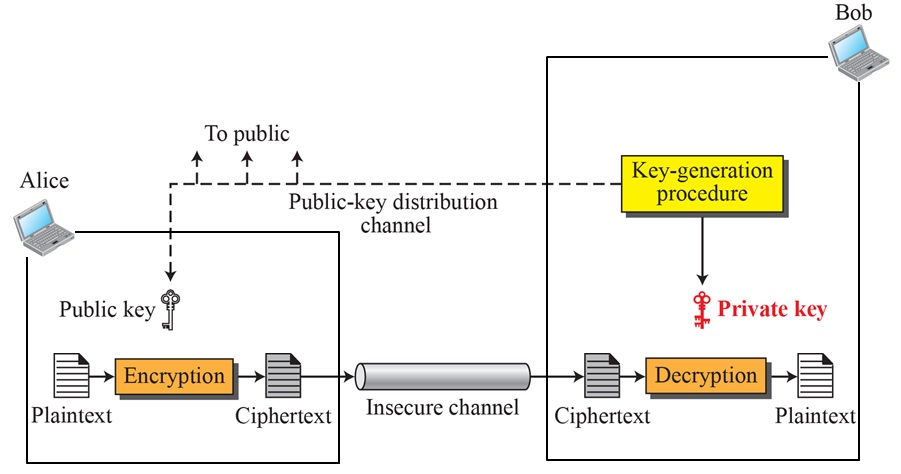 Bob
To public
Alice
Key-generation
procedure
Public-key distribution
channel
Public key
Private key
Encryption
Decryption
Plaintext
Ciphertext
Insecure channel
Ciphertext
Plaintext